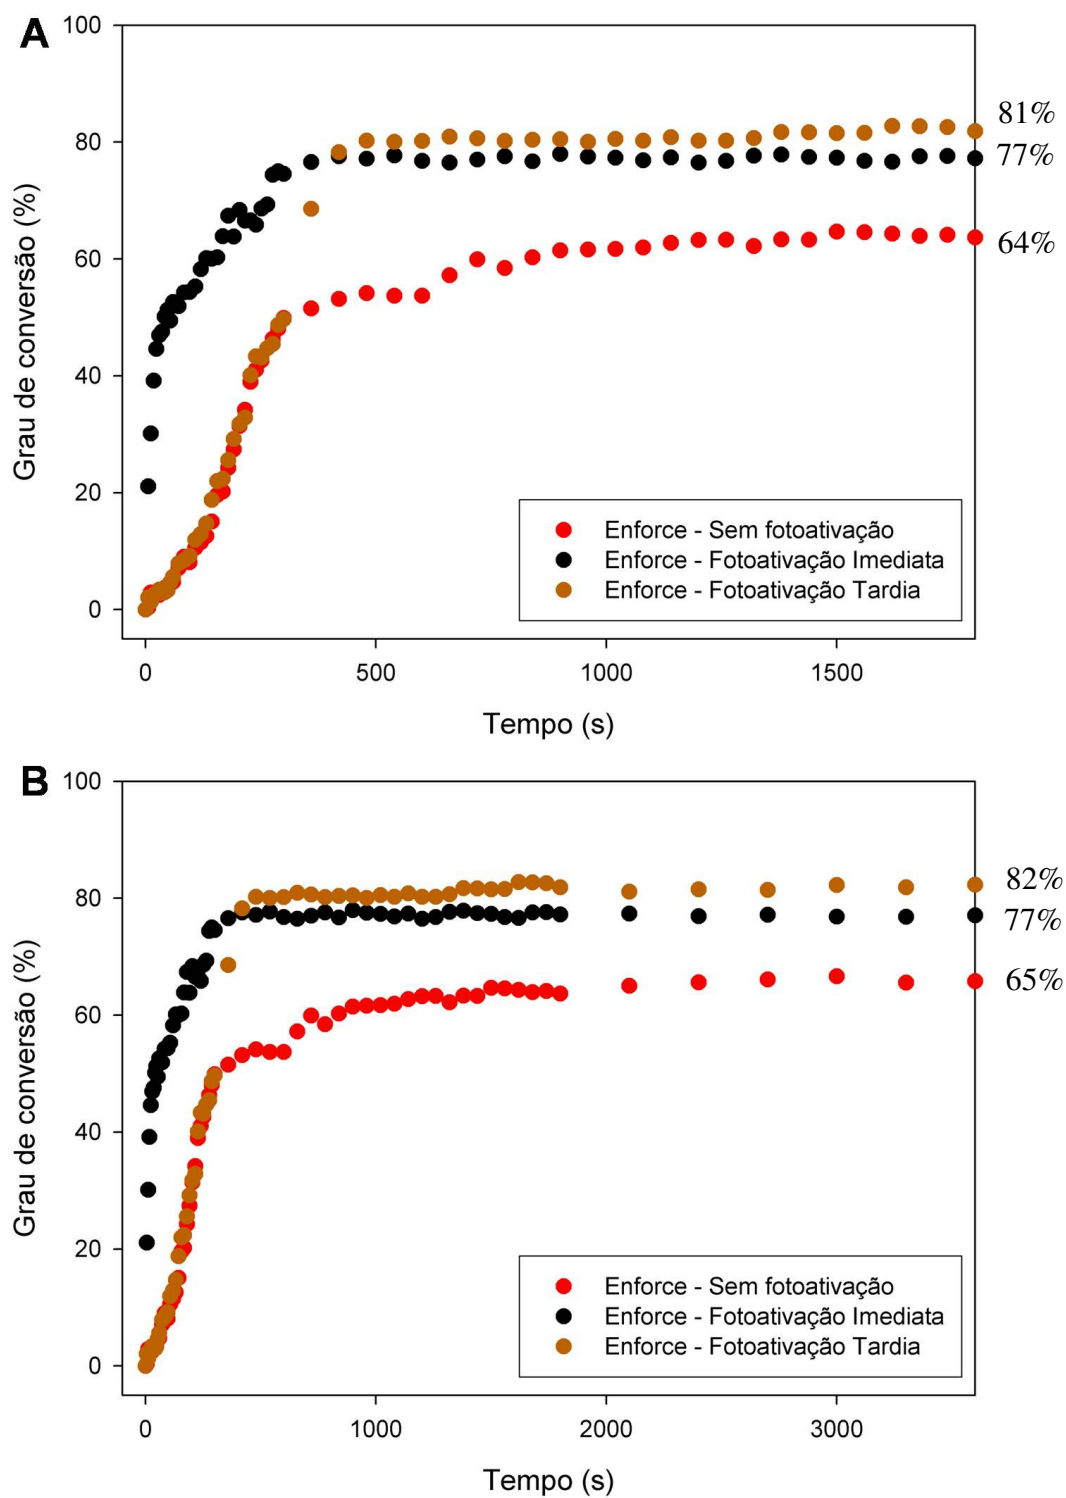 A
100
80
60
40
20
0
Grau de conversão (%)
81%
77%
64%
Enforce - Sem fotoativação
Enforce - Fotoativação Imediata
Enforce - Fotoativação Tardia
0 500 1000 1500
Tempo (s)
B
100
80
60
40
20
0
Grau de conversão (%)
82%
77%
65%
Enforce - Sem fotoativação
Enforce - Fotoativação Imediata
Enforce - Fotoativação Tardia
0 1000 2000 3000
Tempo (s)